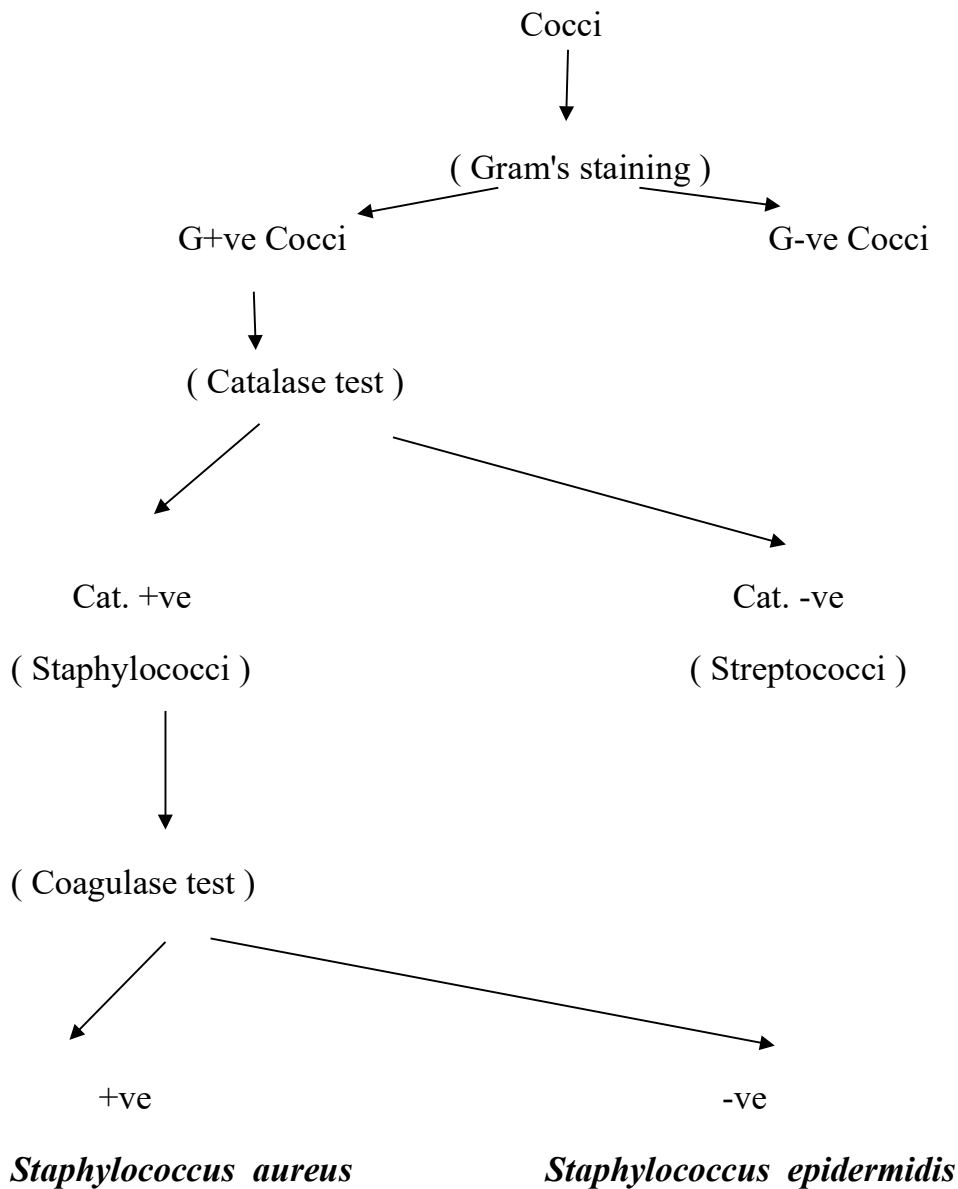 Cocci
( Gram's staining )
G+ve Cocci G-ve Cocci
( Catalase test )
Cat. +ve Cat. -ve
( Staphylococci ) ( Streptococci )
( Coagulase test )
+ve -ve
Staphylococcus aureus Staphylococcus epidermidis